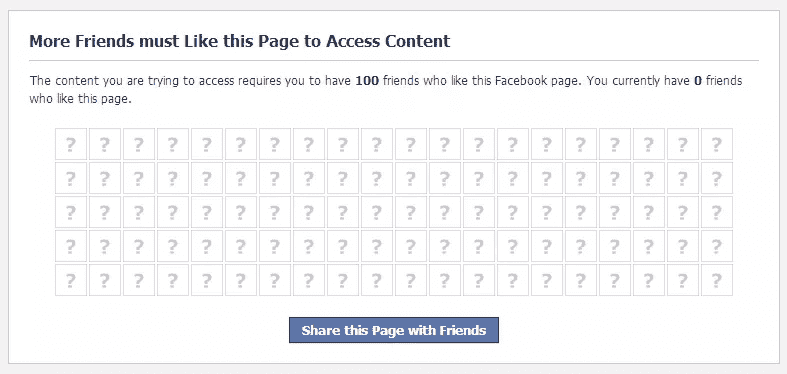 More Friends must Like this Page to Access Content
The content you are trying to access requires you to have 100 friends who like this Facebook page. You currently have 0 friends
who like this page.
? ? ? ? ? ? ? ? ? ? ? ? ? ? ? ? ? ? ? ?
? ? ? ? ? ? ? ? ? ? ? ? ? ? ? ? ? ? ? ?
? ? ? ? ? ? ? ? ? ? ? ? ? ? ? ? ? ? ? ?
? ? ? ? ? ? ? ? ? ? ? ? ? ? ? ? ? ? ? ?
? ? ? ? ? ? ? ? ? ? ? ? ? ? ? ? ? ? ? ?
Share this Page with Friends